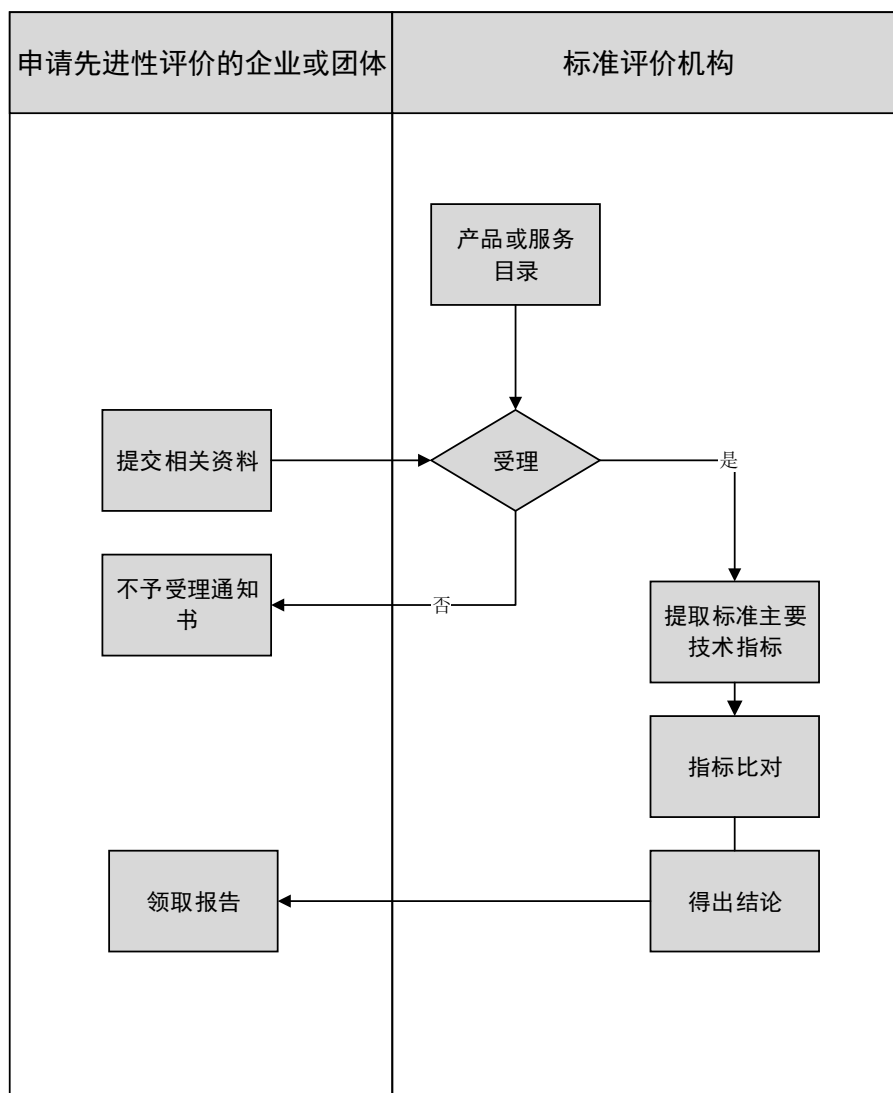 申请先进性评价的企业或团体
标准评价机构
产品或服务
目录
提交相关资料
受理
是
不予受理通知
书
否
提取标准主要
技术指标
指标比对
领取报告
得出结论